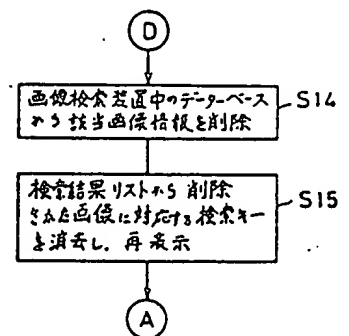 D
画像検索装置中のデーターベース
から該当画像情報を削除
S14
検索結果リストから削除
された画像に対応する検索キー
を消去し、再表示
S15
A